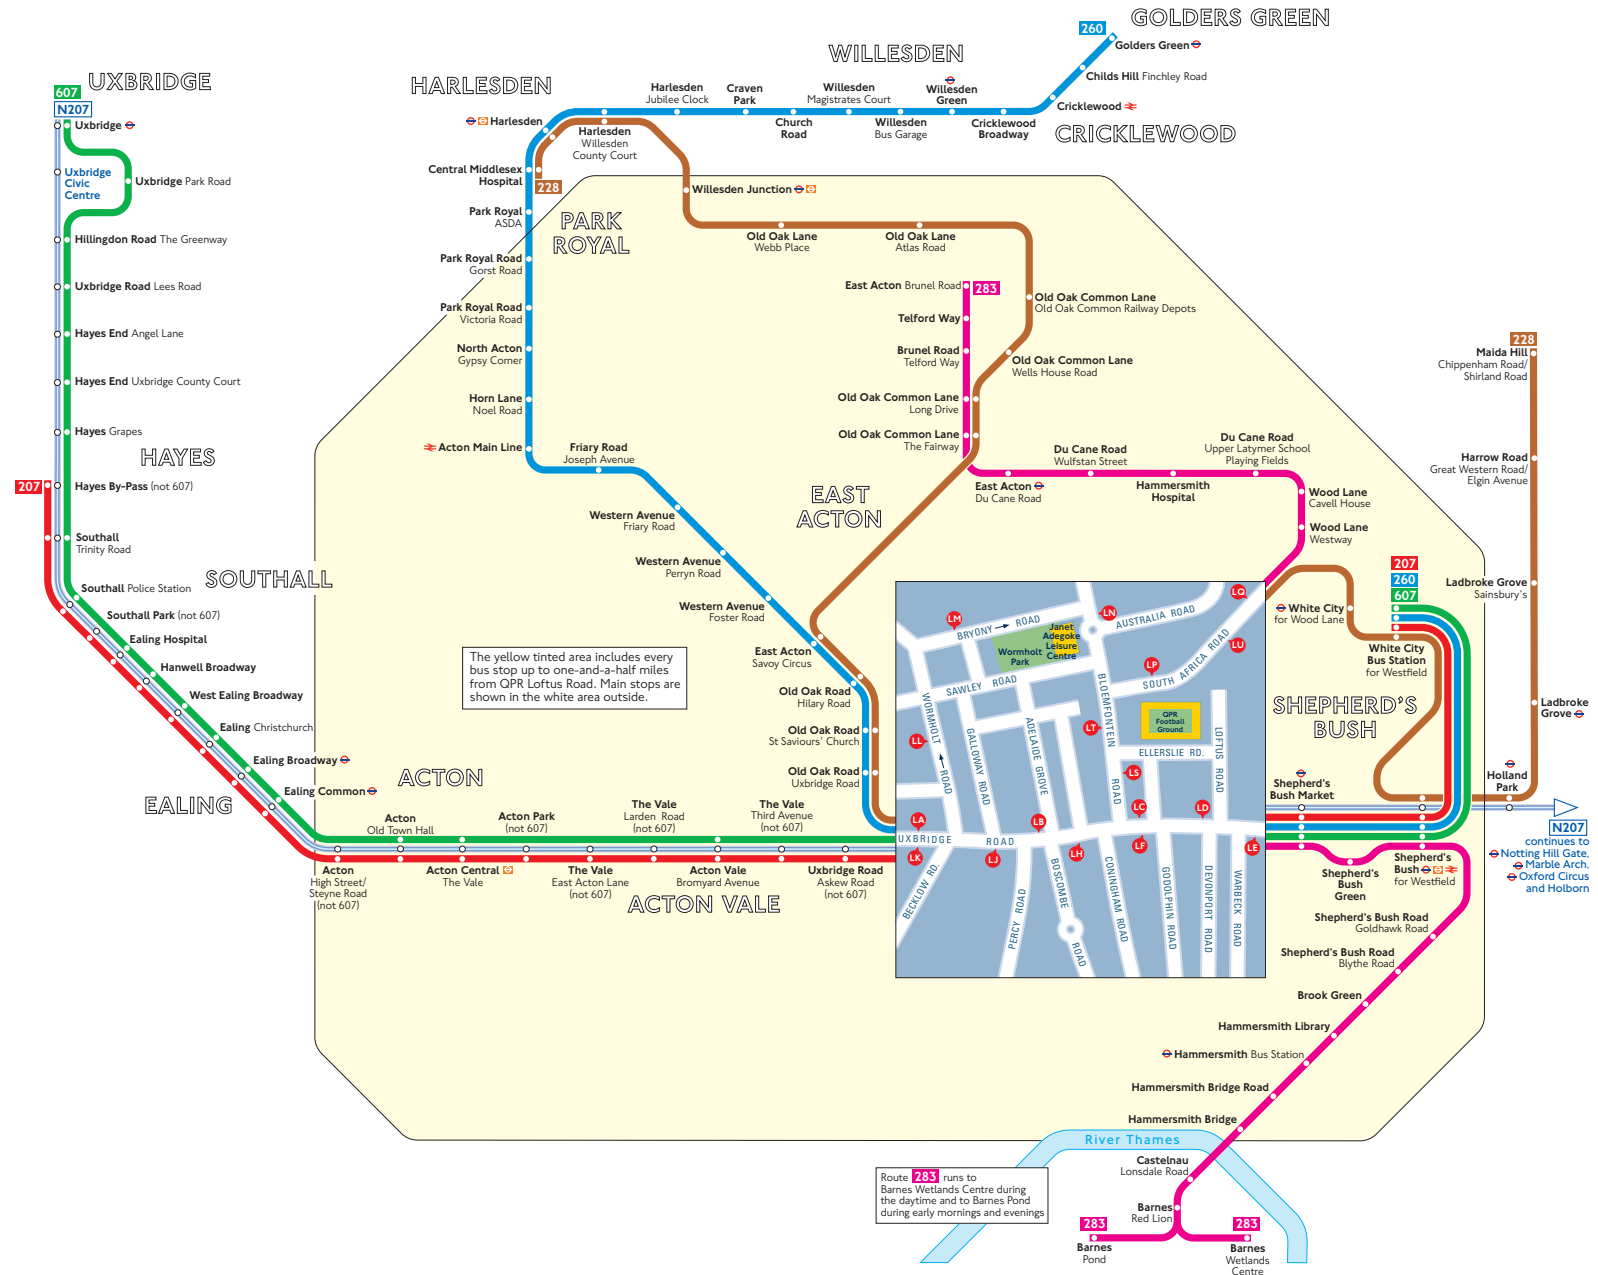 GOLDERS GREEN
260
Golders Green
Childs Hill Finchley Road
Cricklewood
CRICKLEWOOD
WILLESDEN
Willesden
Green
Cricklewood
Broadway
Willesden
Magistrates Court
Willesden
Bus Garage
Craven
Park
Church
Road
Harlesden
Jubilee Clock
HARLESDEN
Harlesden
Harlesden
Willesden
County Court
Central Middlesex
Hospital
228
Park Royal
ASDA
PARK
ROYAL
Park Royal Road
Gorst Road
Park Royal Road
Victoria Road
North Acton
Gypsy Corner
Horn Lane
Noel Road
Acton Main Line
Friary Road
Joseph Avenue
Western Avenue
Friary Road
Western Avenue
Perryn Road
Western Avenue
Foster Road
East Acton
Savoy Circus
Old Oak Road
Hilary Road
Old Oak Road
St Saviours' Church
Old Oak Road
Uxbridge Road
Willesden Junction
Old Oak Lane
Webb Place
Old Oak Lane
Atlas Road
Old Oak Common Lane
Old Oak Common Railway Depots
Old Oak Common Lane
Wells House Road
East Acton Brunel Road
283
Telford Way
Brunel Road
Telford Way
Old Oak Common Lane
Long Drive
Old Oak Common Lane
The Fairway
EAST
ACTON
East Acton
Du Cane Road
Du Cane Road
Wulfstan Street
Hammersmith
Hospital
Du Cane Road
Upper Latymer School
Playing Fields
Wood Lane
Cavell House
Wood Lane
Westway
UXBRIDGE
607
N207
Uxbridge
Uxbridge
Civic
Centre
Uxbridge Park Road
Hillingdon Road The Greenway
Uxbridge Road Lees Road
Hayes End Angel Lane
Hayes End Uxbridge County Court
Hayes Grapes
HAYES
207
Hayes By-Pass (not 607)
Southall
Trinity Road
SOUTHALL
Southall Police Station
Southall Park (not 607)
Ealing Hospital
Hanwell Broadway
West Ealing Broadway
Ealing Christchurch
Ealing Broadway
Ealing Common
EALING
ACTON
Acton
Old Town Hall
Acton
High Street/
Steyne Road
(not 607)
Acton Central
The Vale
Acton Park
(not 607)
The Vale
East Acton Lane
(not 607)
The Vale
Larden Road
(not 607)
Acton Vale
Bromyard Avenue
The Vale
Third Avenue
(not 607)
Uxbridge Road
Askew Road
(not 607)
ACTON VALE
The yellow tinted area includes every
bus stop up to one-and-a-half miles
from QPR Loftus Road. Main stops are
shown in the white area outside.
LM
BRYONY ROAD
Janet
Adegoke
Leisure
Centre
Wormholt
Park
LN
AUSTRALIA ROAD
LQ
LU
LP
SOUTH AFRICA ROAD
SAWLEY ROAD
WORMHOLT ROAD
GALLOWAY ROAD
ADELAIDE GROVE
BLOEMFONTEIN ROAD
LT
LL
QPR
Football
Ground
ELLERSLIE RD.
LOFTUS ROAD
LS
LC
LD
LA
LB
UXBRIDGE ROAD
LK
LJ
LH
LF
LE
BECKLOW RD.
PERCY ROAD
BOSCOMBE ROAD
CONINGHAM ROAD
GODOLPHIN ROAD
DEVONPORT ROAD
WARBECK ROAD
White City
for Wood Lane
207
260
607
White City
Bus Station
for Westfield
SHEPHERD'S
BUSH
Shepherd's
Bush Market
Shepherd's
Bush
Green
Shepherd's
Bush
for Westfield
228
Maida Hill
Chippenham Road/
Shirland Road
Harrow Road
Great Western Road/
Elgin Avenue
Ladbroke Grove
Sainsbury's
Ladbroke
Grove
Holland
Park
N207
continues to
Notting Hill Gate,
Marble Arch,
Oxford Circus
and Holborn
Shepherd's Bush Road
Goldhawk Road
Shepherd's Bush Road
Blythe Road
Brook Green
Hammersmith Library
Hammersmith Bus Station
Hammersmith Bridge Road
Hammersmith Bridge
River Thames
Castelnau
Lonsdale Road
Barnes
Red Lion
283
Barnes
Pond
283
Barnes
Wetlands
Centre
Route 283 runs to
Barnes Wetlands Centre during
the daytime and to Barnes Pond
during early mornings and evenings